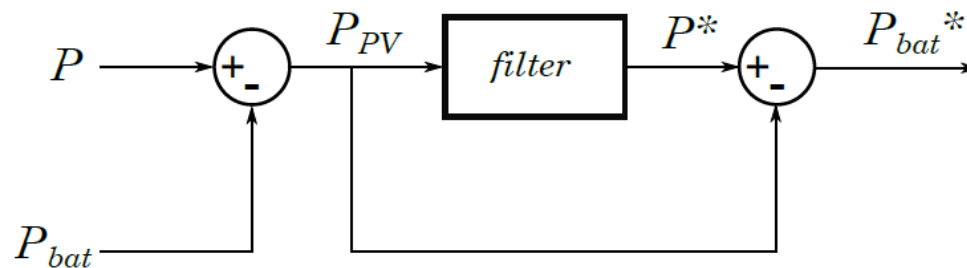 P
+
-
P_PV
filter
P*
+
-
P_bat*
P_bat